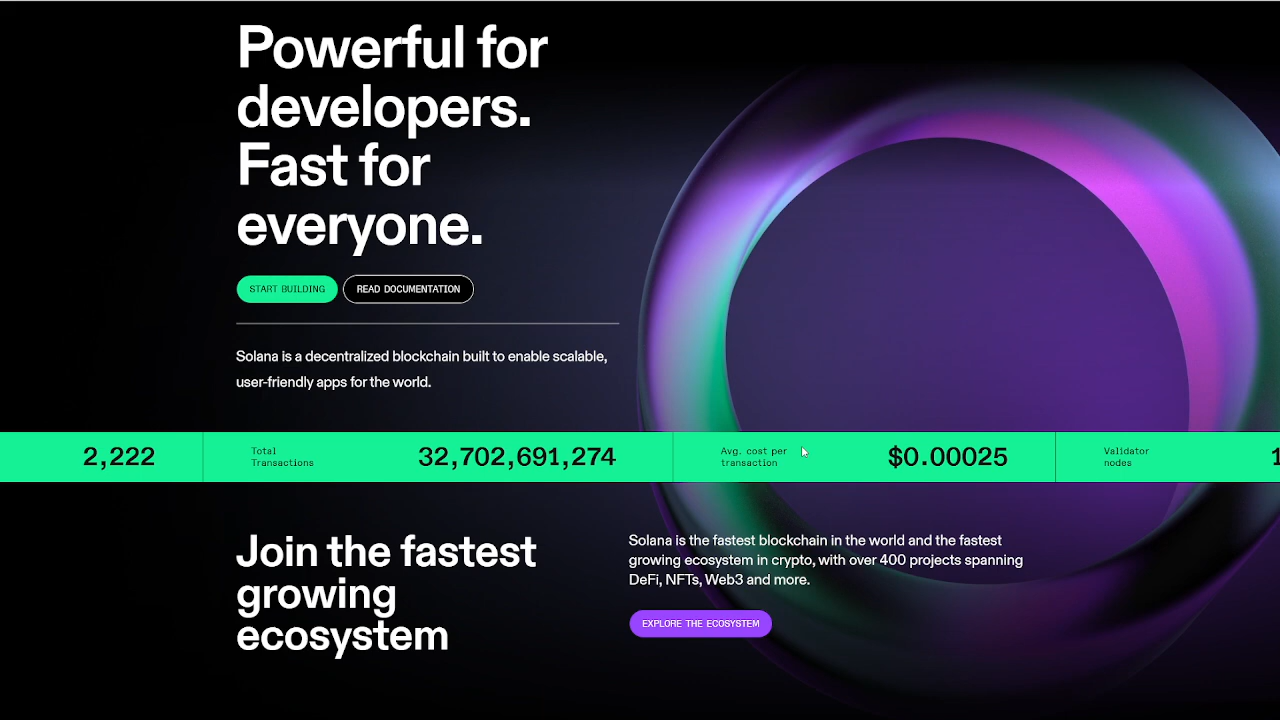 Powerful for
developers.
Fast for
everyone.
START BUILDING
READ DOCUMENTATION
Solana is a decentralized blockchain built to enable scalable,
user-friendly apps for the world.
2,222
Total
Transactions
32,702,691,274
Avg. cost per
transaction
$0.00025
Validator
nodes
Join the fastest
growing
ecosystem
Solana is the fastest blockchain in the world and the fastest
growing ecosystem in crypto, with over 400 projects spanning
DeFi, NFTs, Web3 and more.
EXPLORE THE ECOSYSTEM